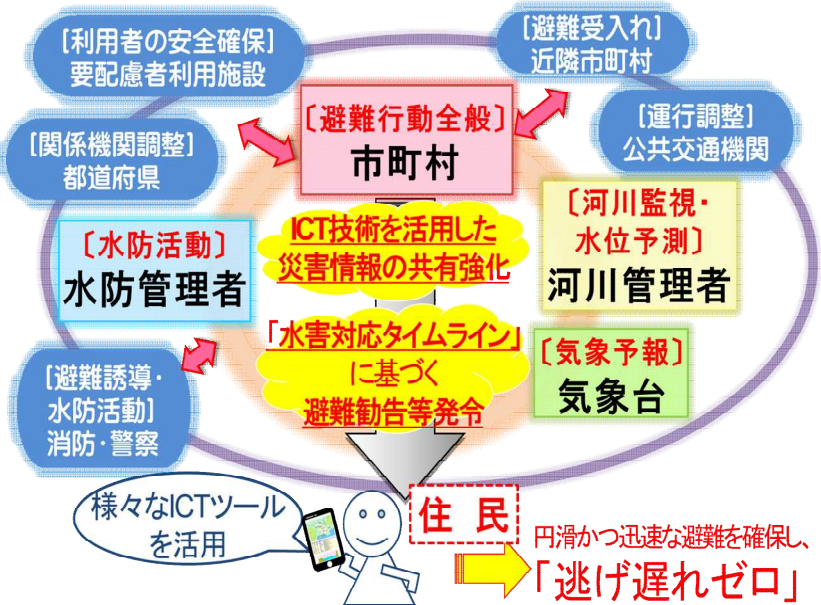 [利用者の安全確保]
要配慮者利用施設
[避難受入れ]
近隣市町村
[関係機関調整]
都道府県
〔避難行動全般〕
市町村
[運行調整]
公共交通機関
〔水防活動〕
水防管理者
ICT技術を活用した
災害情報の共有強化
〔河川監視・
水位予測〕
河川管理者
「水害対応タイムライン」
に基づく
避難勧告等発令
〔気象予報〕
気象台
[避難誘導・
水防活動]
消防・警察
様々なICTツール
を活用
住 民
円滑かつ迅速な避難を確保し、
「逃げ遅れゼロ」